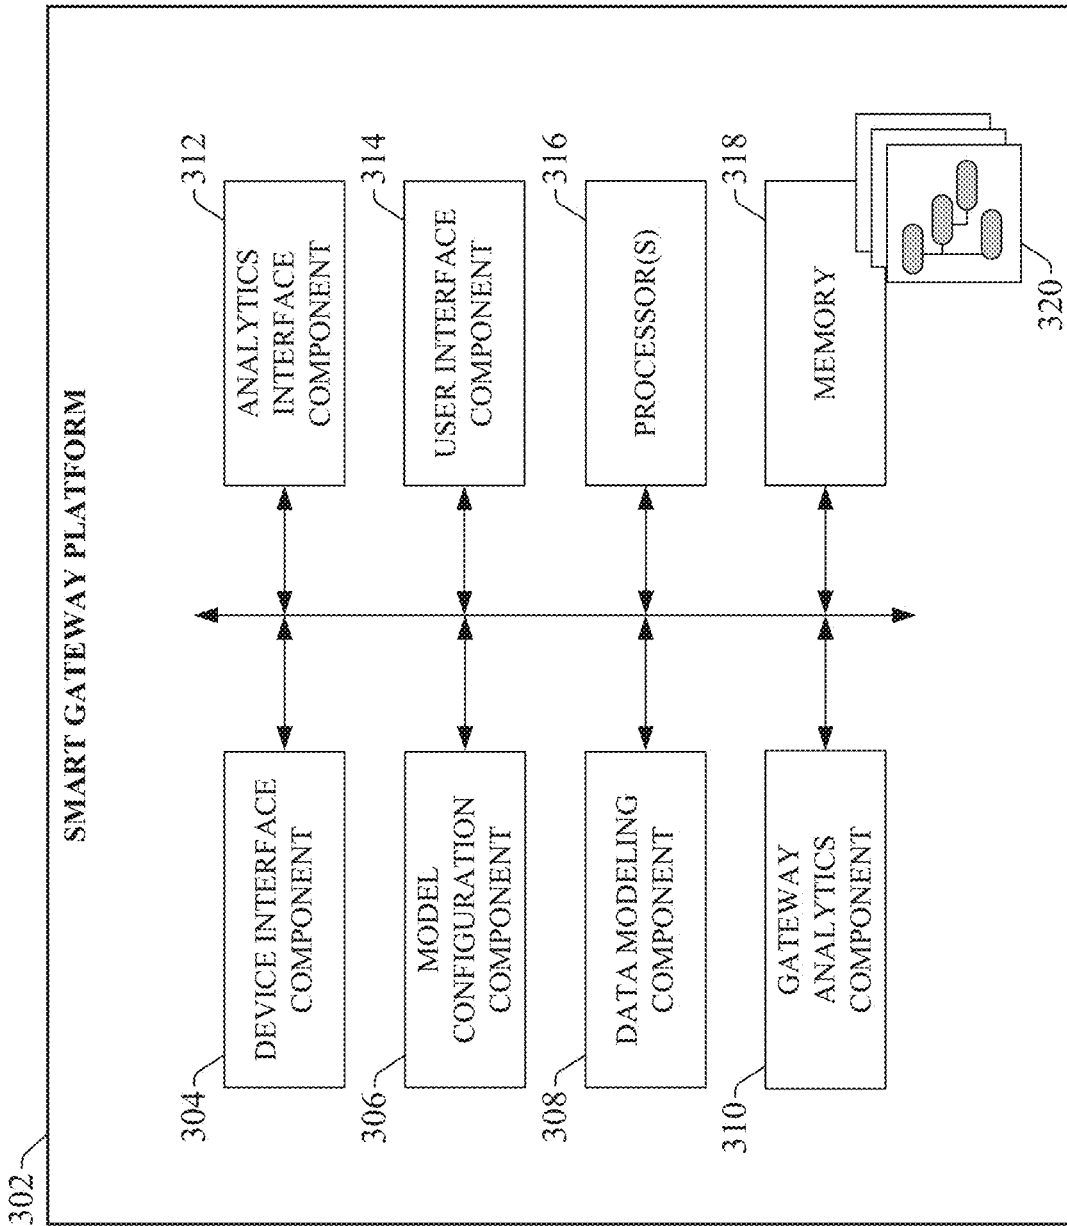 302
SMART GATEWAY PLATFORM
304
DEVICE INTERFACE
COMPONENT
306
MODEL
CONFIGURATION
COMPONENT
308
DATA MODELING
COMPONENT
310
GATEWAY
ANALYTICS
COMPONENT
312
ANALYTICS
INTERFACE
COMPONENT
314
USER INTERFACE
COMPONENT
316
PROCESSOR(S)
318
MEMORY
320